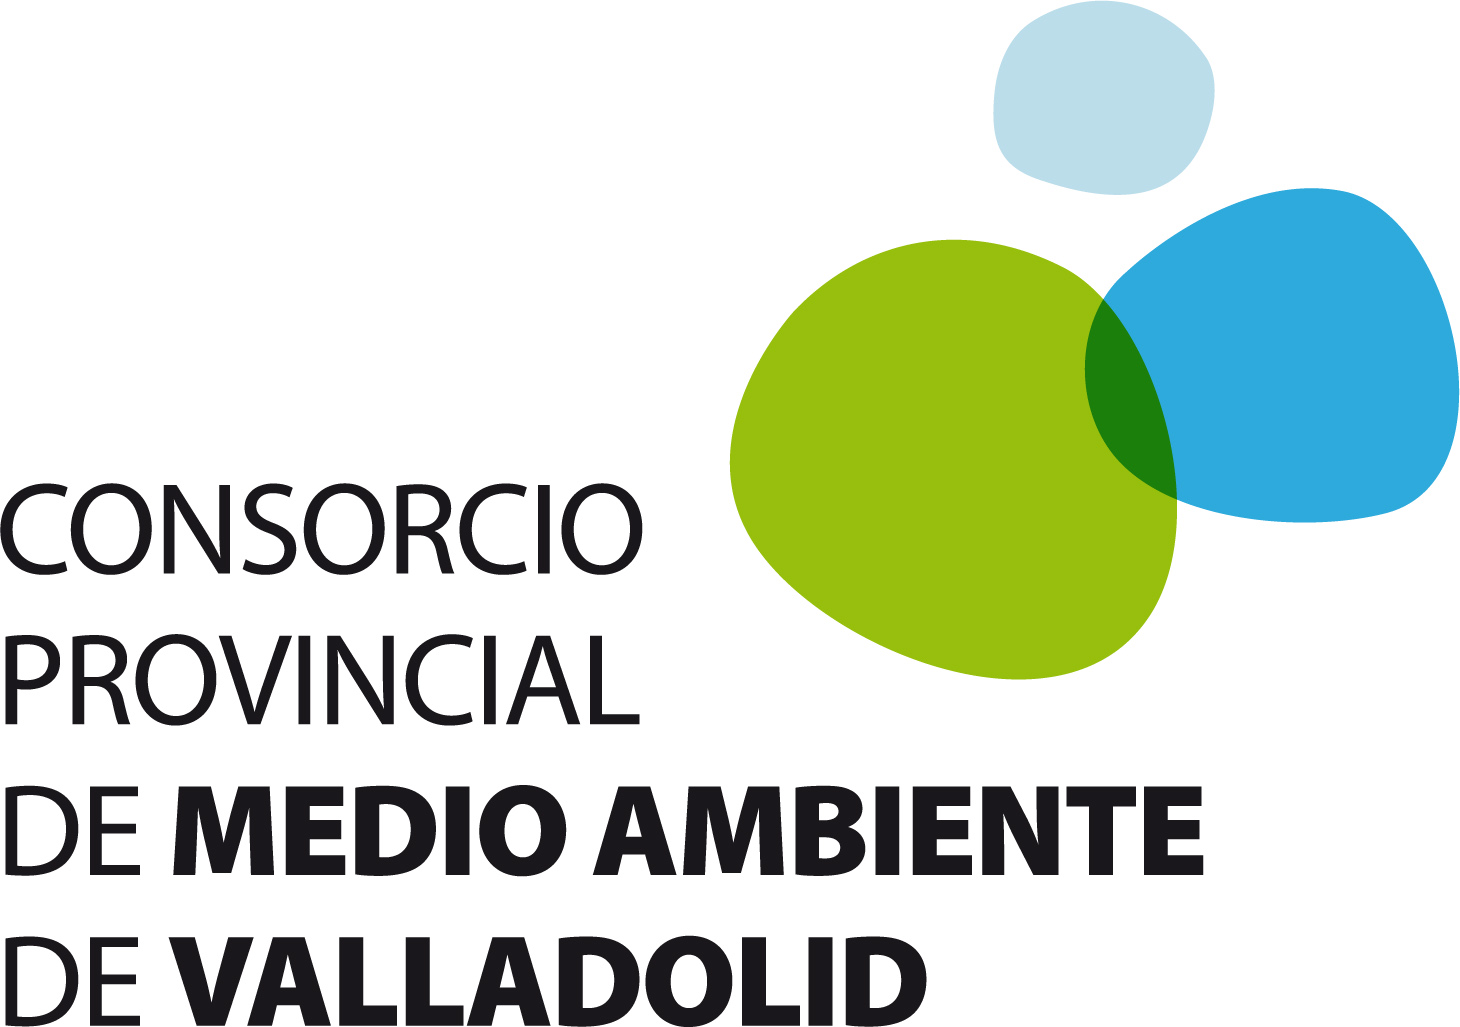 CONSORCIO
PROVINCIAL
DE MEDIO AMBIENTE
DE VALLADOLID